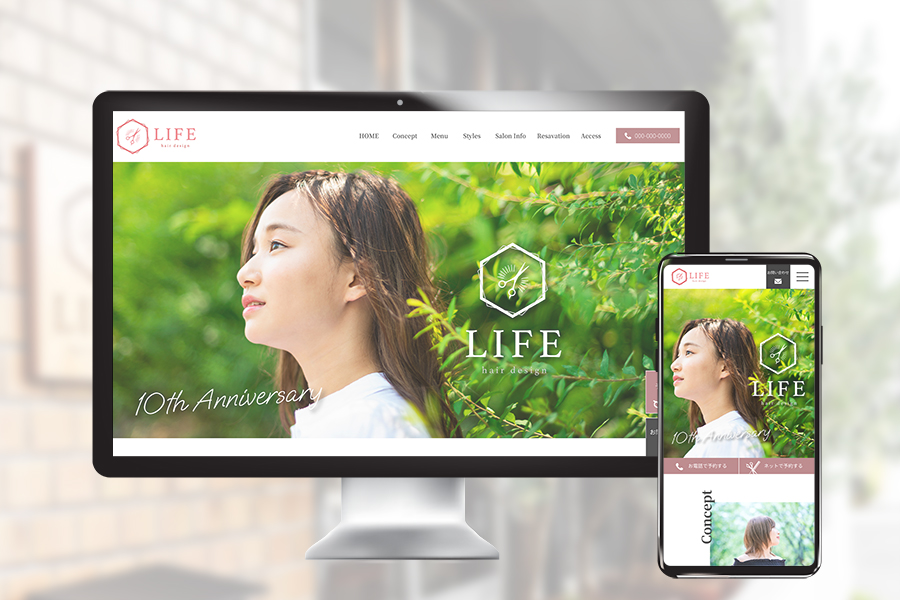 LIFE
hair design
HOME Concept Menu Styles Salon Info Resavation Access 000-000-0000
LIFE
hair design
10th Anniversary
LIFE
お問い合わせ
LIFE
hair design
10th Anniversary
お電話で予約する ネットで予約する
Concept